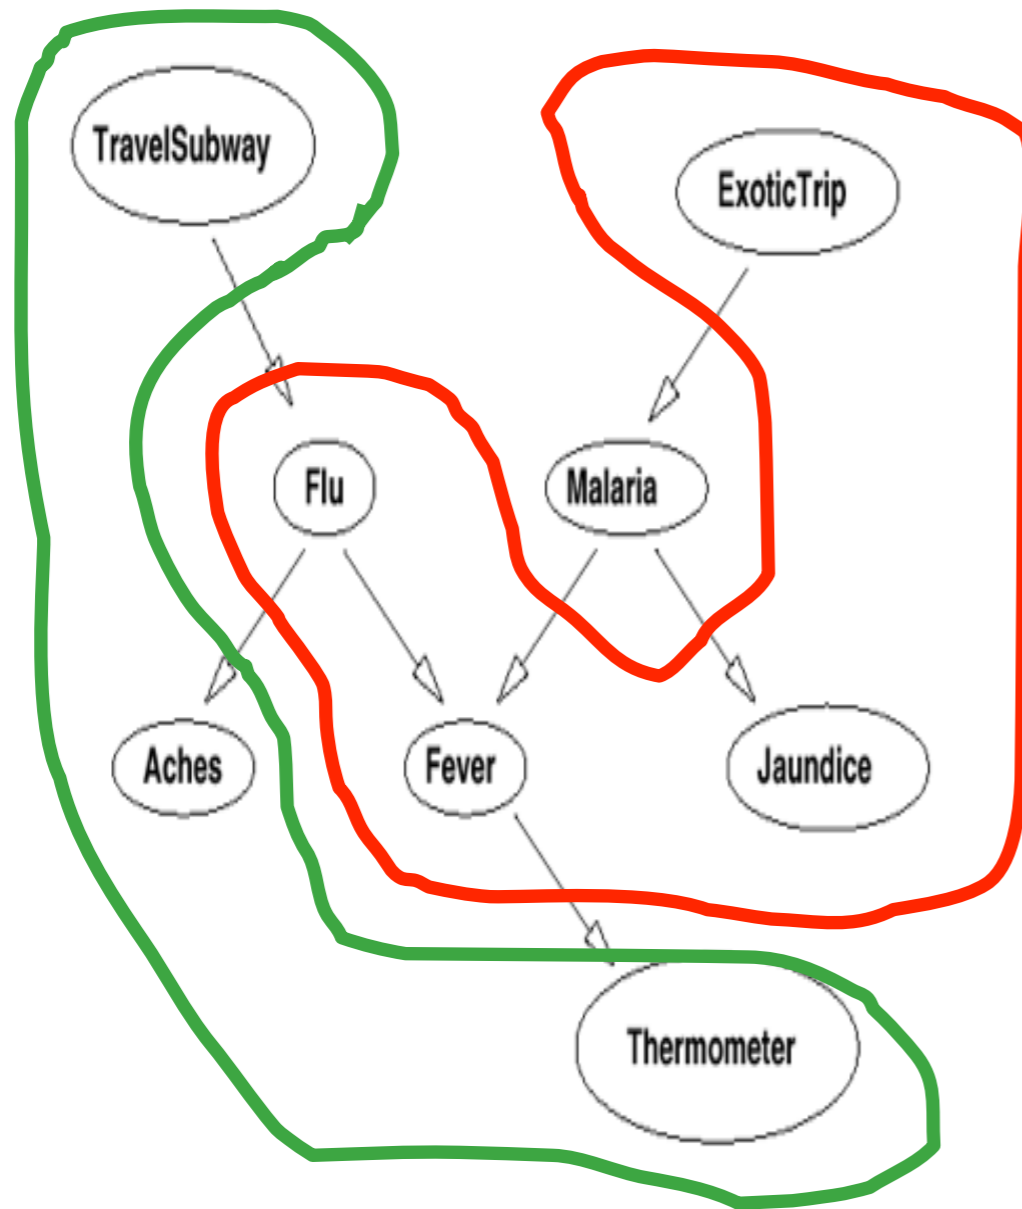 TravelSubway
ExoticTrip
Flu
Malaria
Aches
Fever
Jaundice
Thermometer